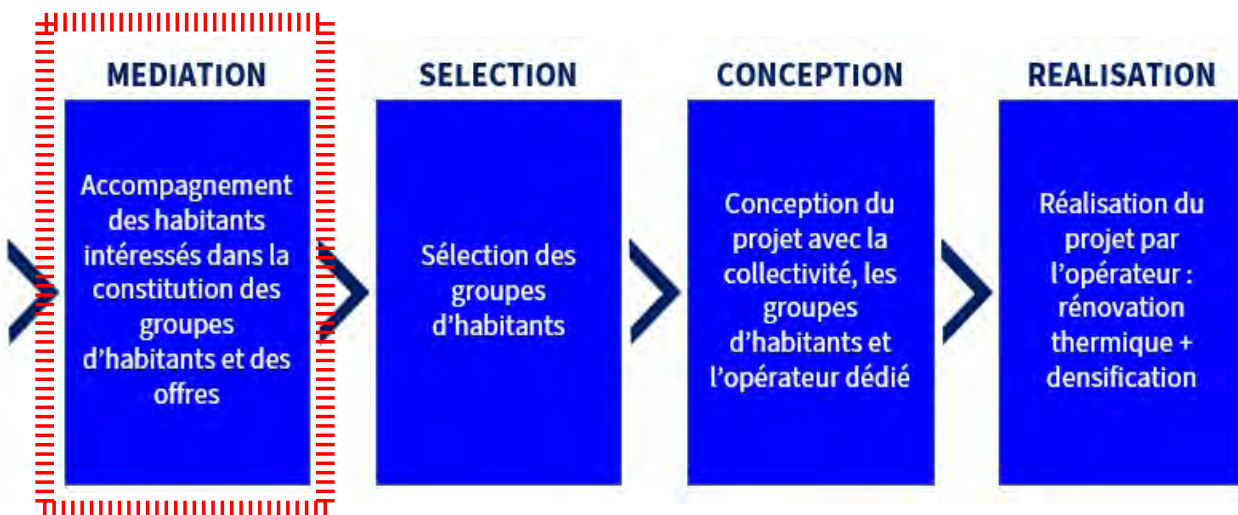 MEDIATION
Accompagnement
des habitants
intéressés dans la
constitution des
groupes
d'habitants et des
offres
SELECTION
Sélection des
groupes
d'habitants
CONCEPTION
Conception du
projet avec la
collectivité, les
groupes
d'habitants et
l'opérateur dédié
REALISATION
Réalisation du
projet par
l'opérateur :
rénovation
thermique +
densification